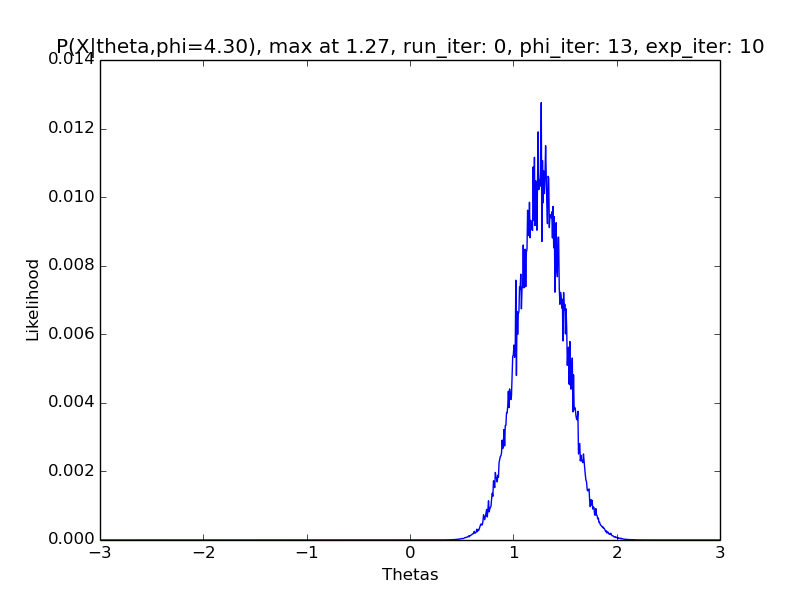 P(X|theta,phi=4.30), max at 1.27, run_iter: 0, phi_iter: 13, exp_iter: 10
0.014
0.012
0.010
0.008
0.006
0.004
0.002
0.000
Likelihood
−3 −2 −1 0 1 2 3
Thetas